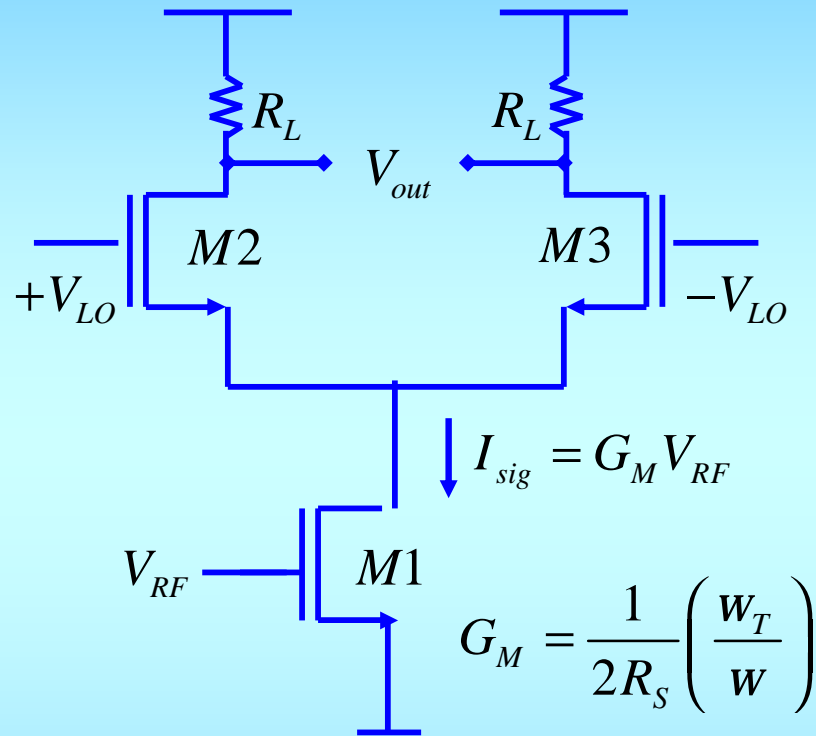 R_L
R_L
V_out
M2
M3
+V_LO
−V_LO
I_sig = G_M V_RF
V_RF
M1
G_M = 1/(2R_S) (w_T/w)